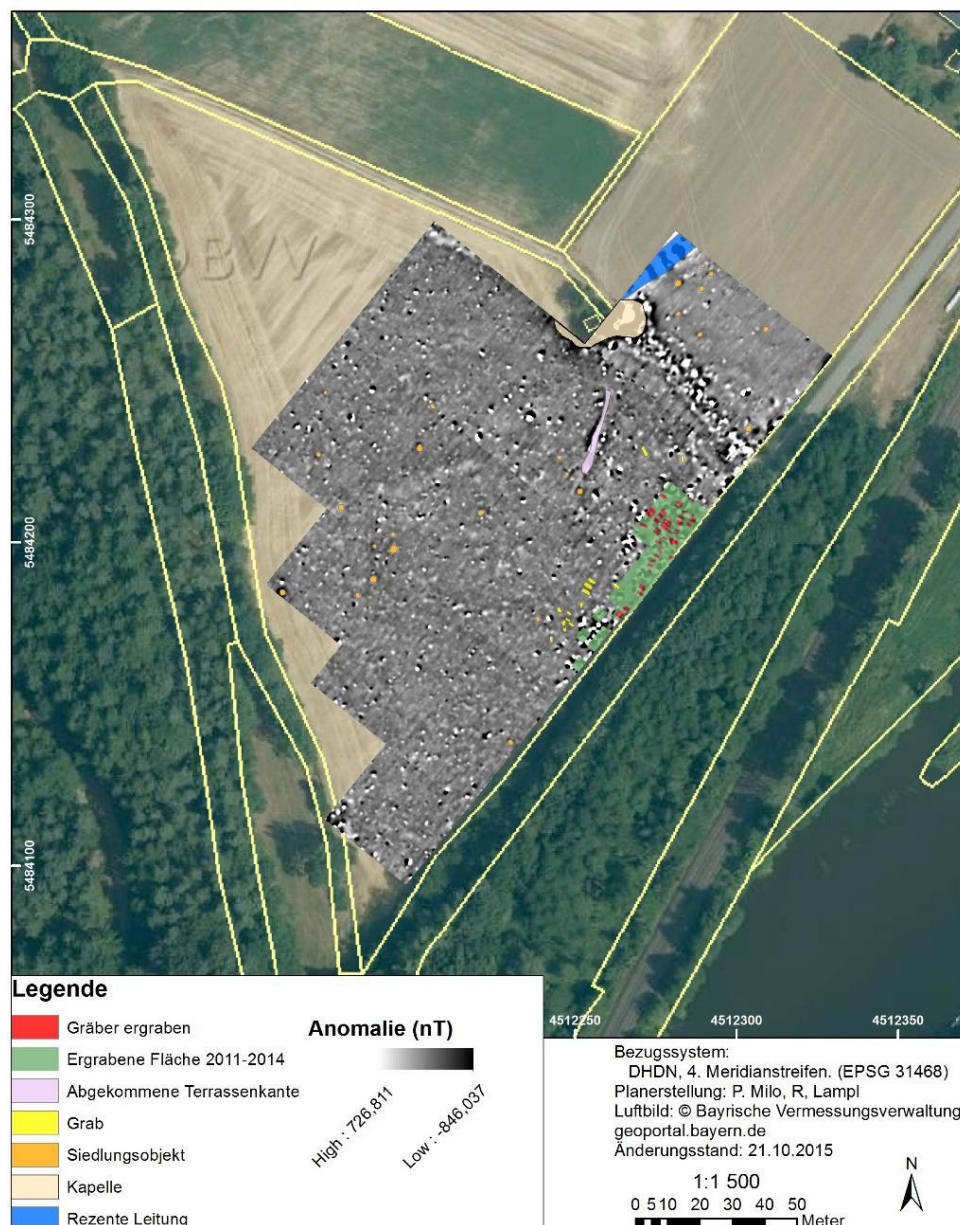 DBVV
5484300
5484200
5484100
4512250
4512300
4512350
Legende
Gräber ergraben
Ergrabene Fläche 2011-2014
Abgekommene Terrassenkante
Grab
Siedlungsobjekt
Kapelle
Rezente Leitung
Anomalie (nT)
High : 726,811
Low : -846,037
Bezugssystem:
DHDN, 4. Meridianstreifen. (EPSG 31468)
Planerstellung: P. Milo, R, Lampl
Luftbild: © Bayrische Vermessungsverwaltung
geoportal.bayern.de
Änderungsstand: 21.10.2015
1:1 500
0 5 10 20 30 40 50
Meter
N